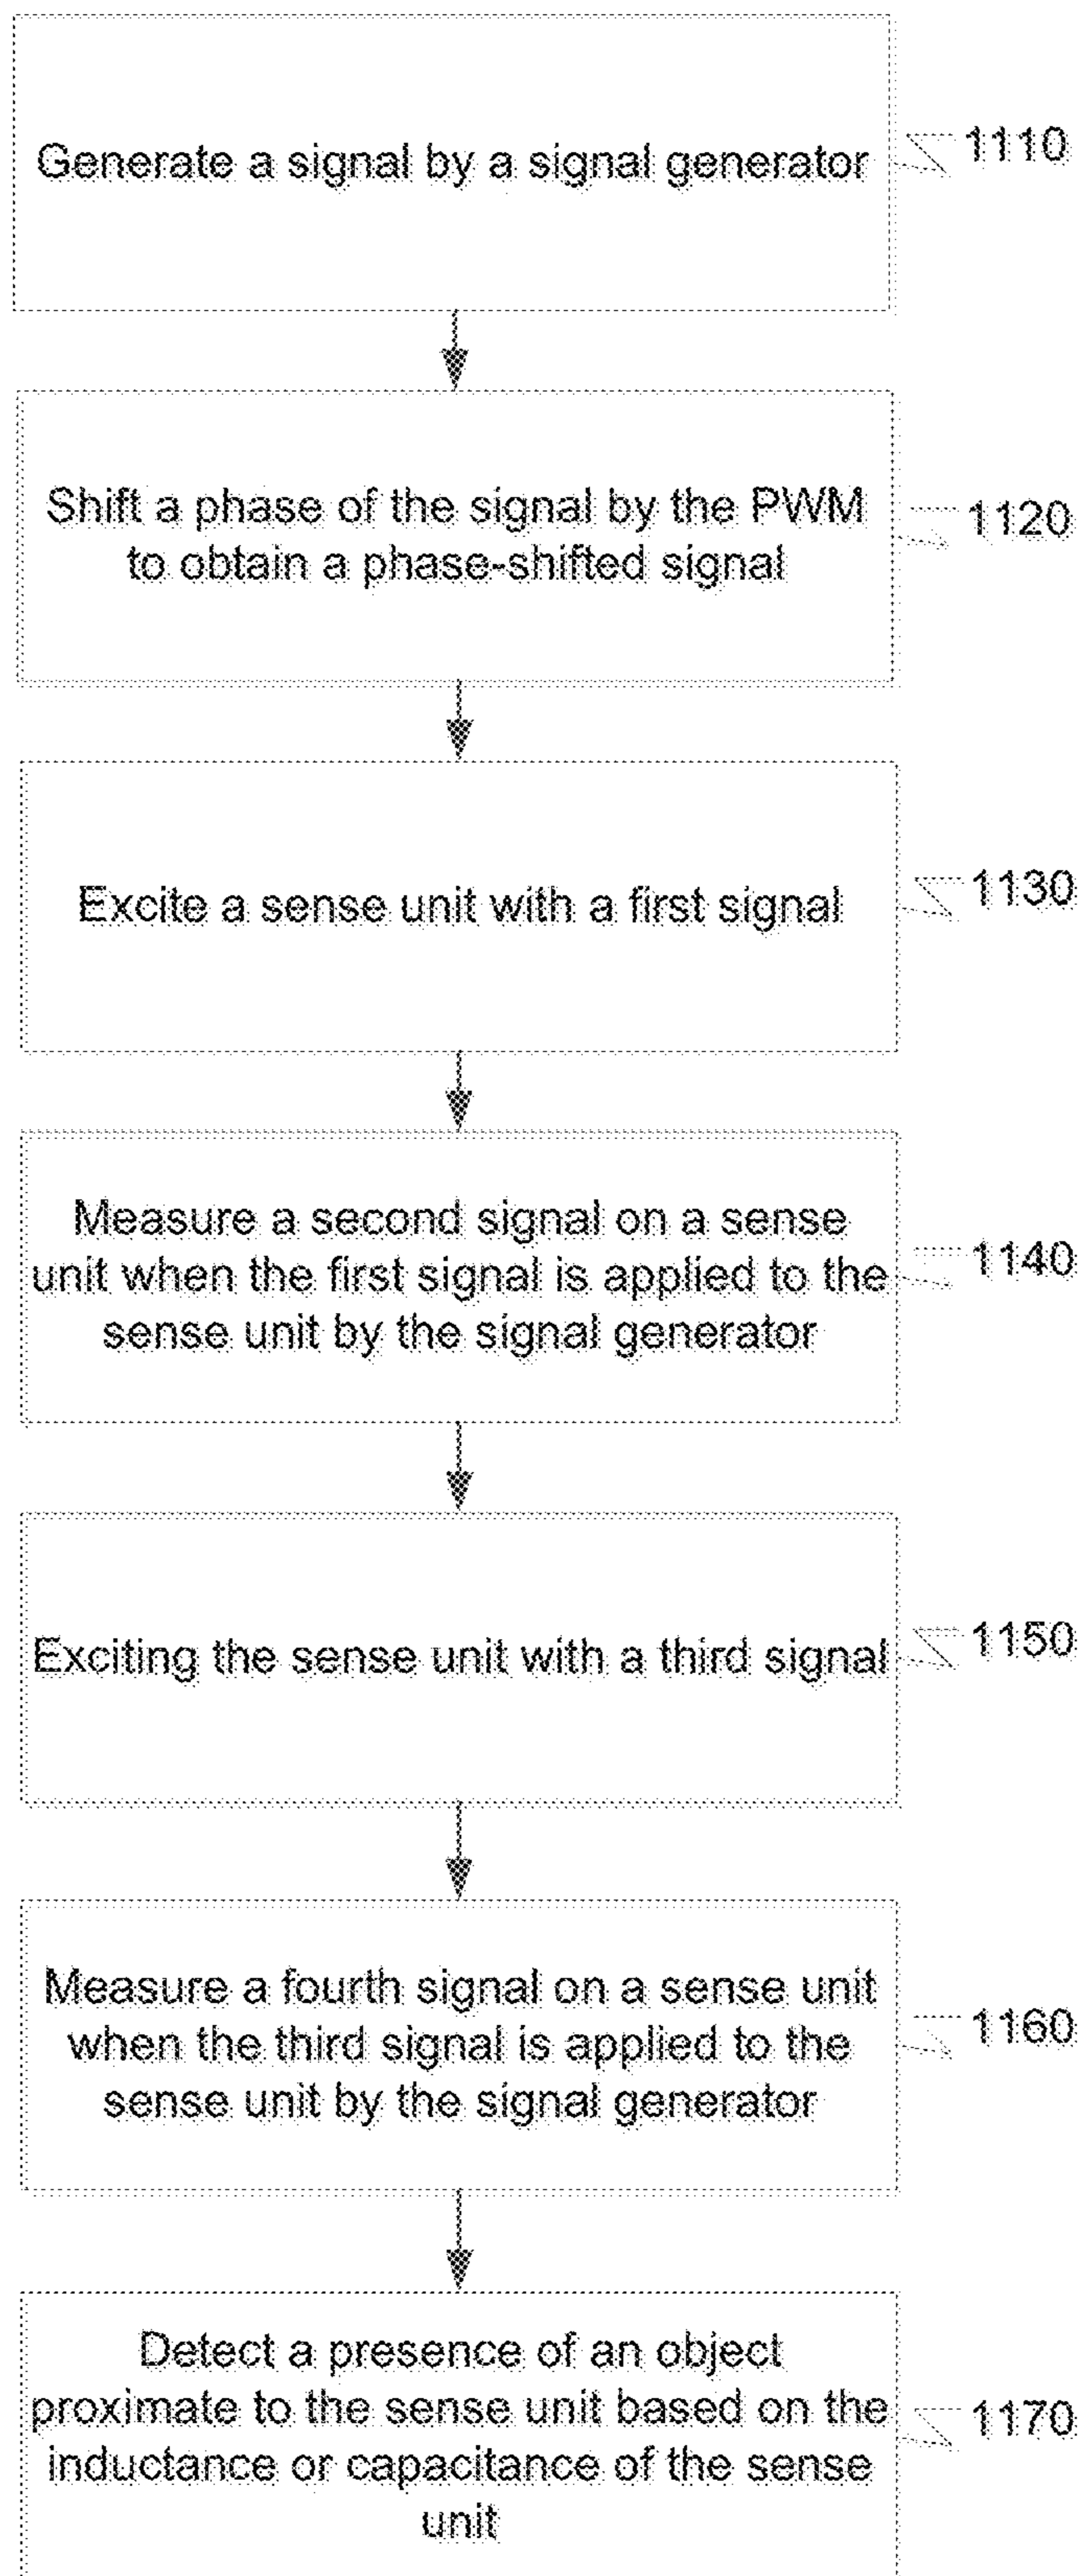 Generate a signal by a signal generator
1110
Shift a phase of the signal by the PWM
to obtain a phase-shifted signal
1120
Excite a sense unit with a first signal
1130
Measure a second signal on a sense
unit when the first signal is applied to the
sense unit by the signal generator
1140
Exciting the sense unit with a third signal
1150
Measure a fourth signal on a sense unit
when the third signal is applied to the
sense unit by the signal generator
1160
Detect a presence of an object
proximate to the sense unit based on the
inductance or capacitance of the sense
unit
1170